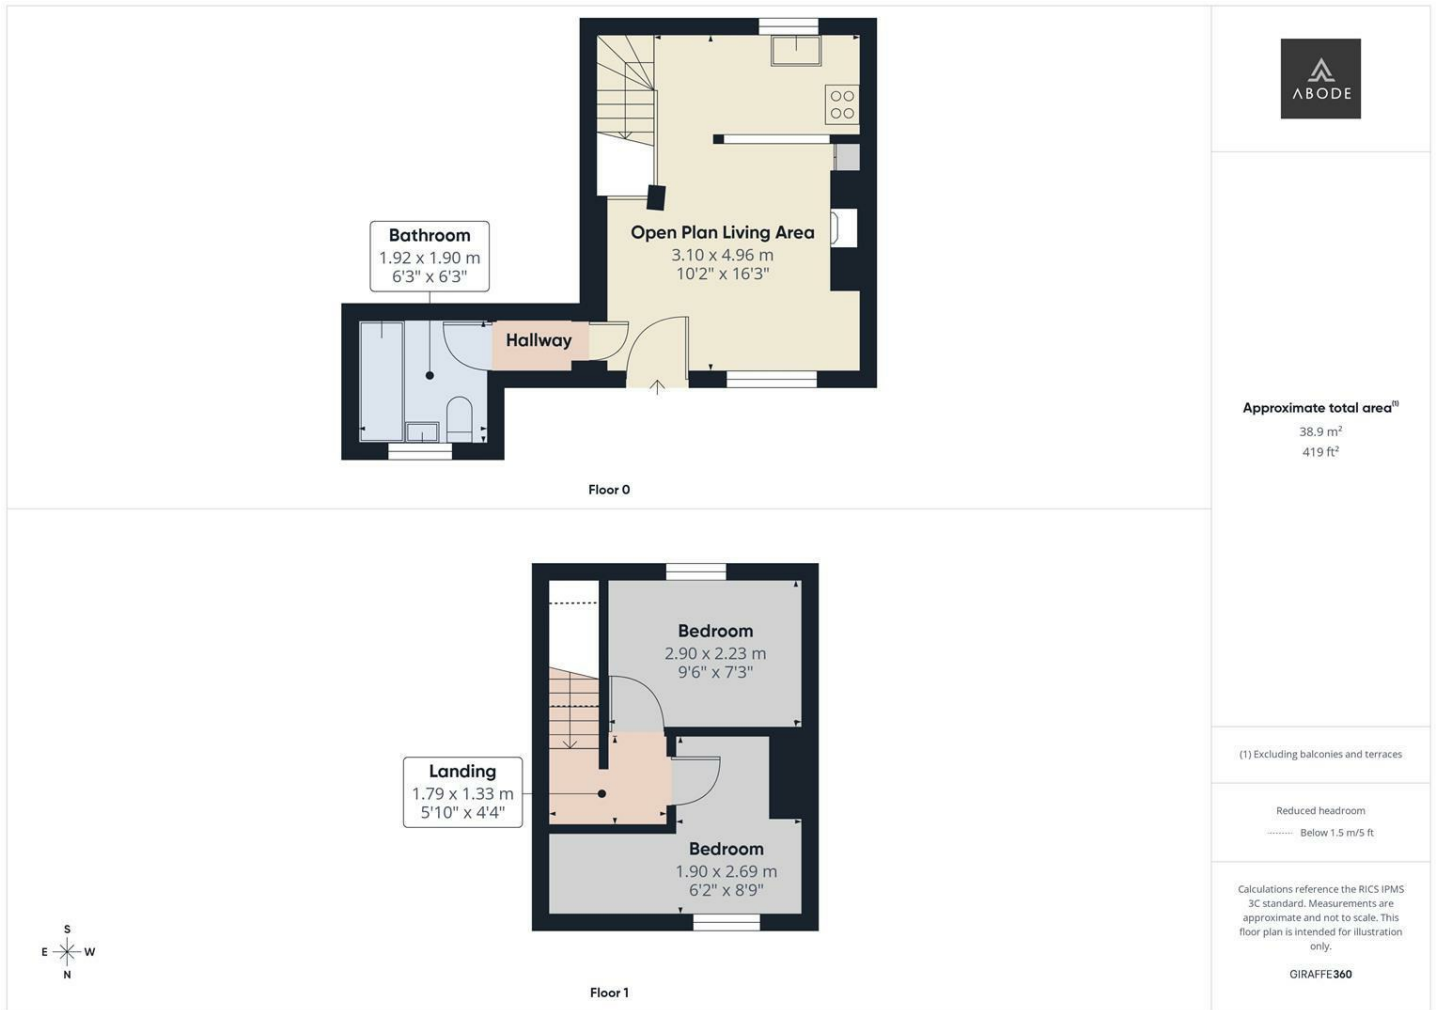 Bathroom
1.92 x 1.90 m
6'3" x 6'3"
Hallway
Open Plan Living Area
3.10 x 4.96 m
10'2" x 16'3"
Floor 0
Bedroom
2.90 x 2.23 m
9'6" x 7'3"
Landing
1.79 x 1.33 m
5'10" x 4'4"
Bedroom
1.90 x 2.69 m
6'2" x 8'9"
S
E W
N
Floor 1
ABODE
Approximate total area(1)
38.9 m²
419 ft²
(1) Excluding balconies and terraces
Reduced headroom
Below 1.5 m/5 ft
Calculations reference the RICS IPMS
3C standard. Measurements are
approximate and not to scale. This
floor plan is intended for illustration
only.
GIRAFFE360